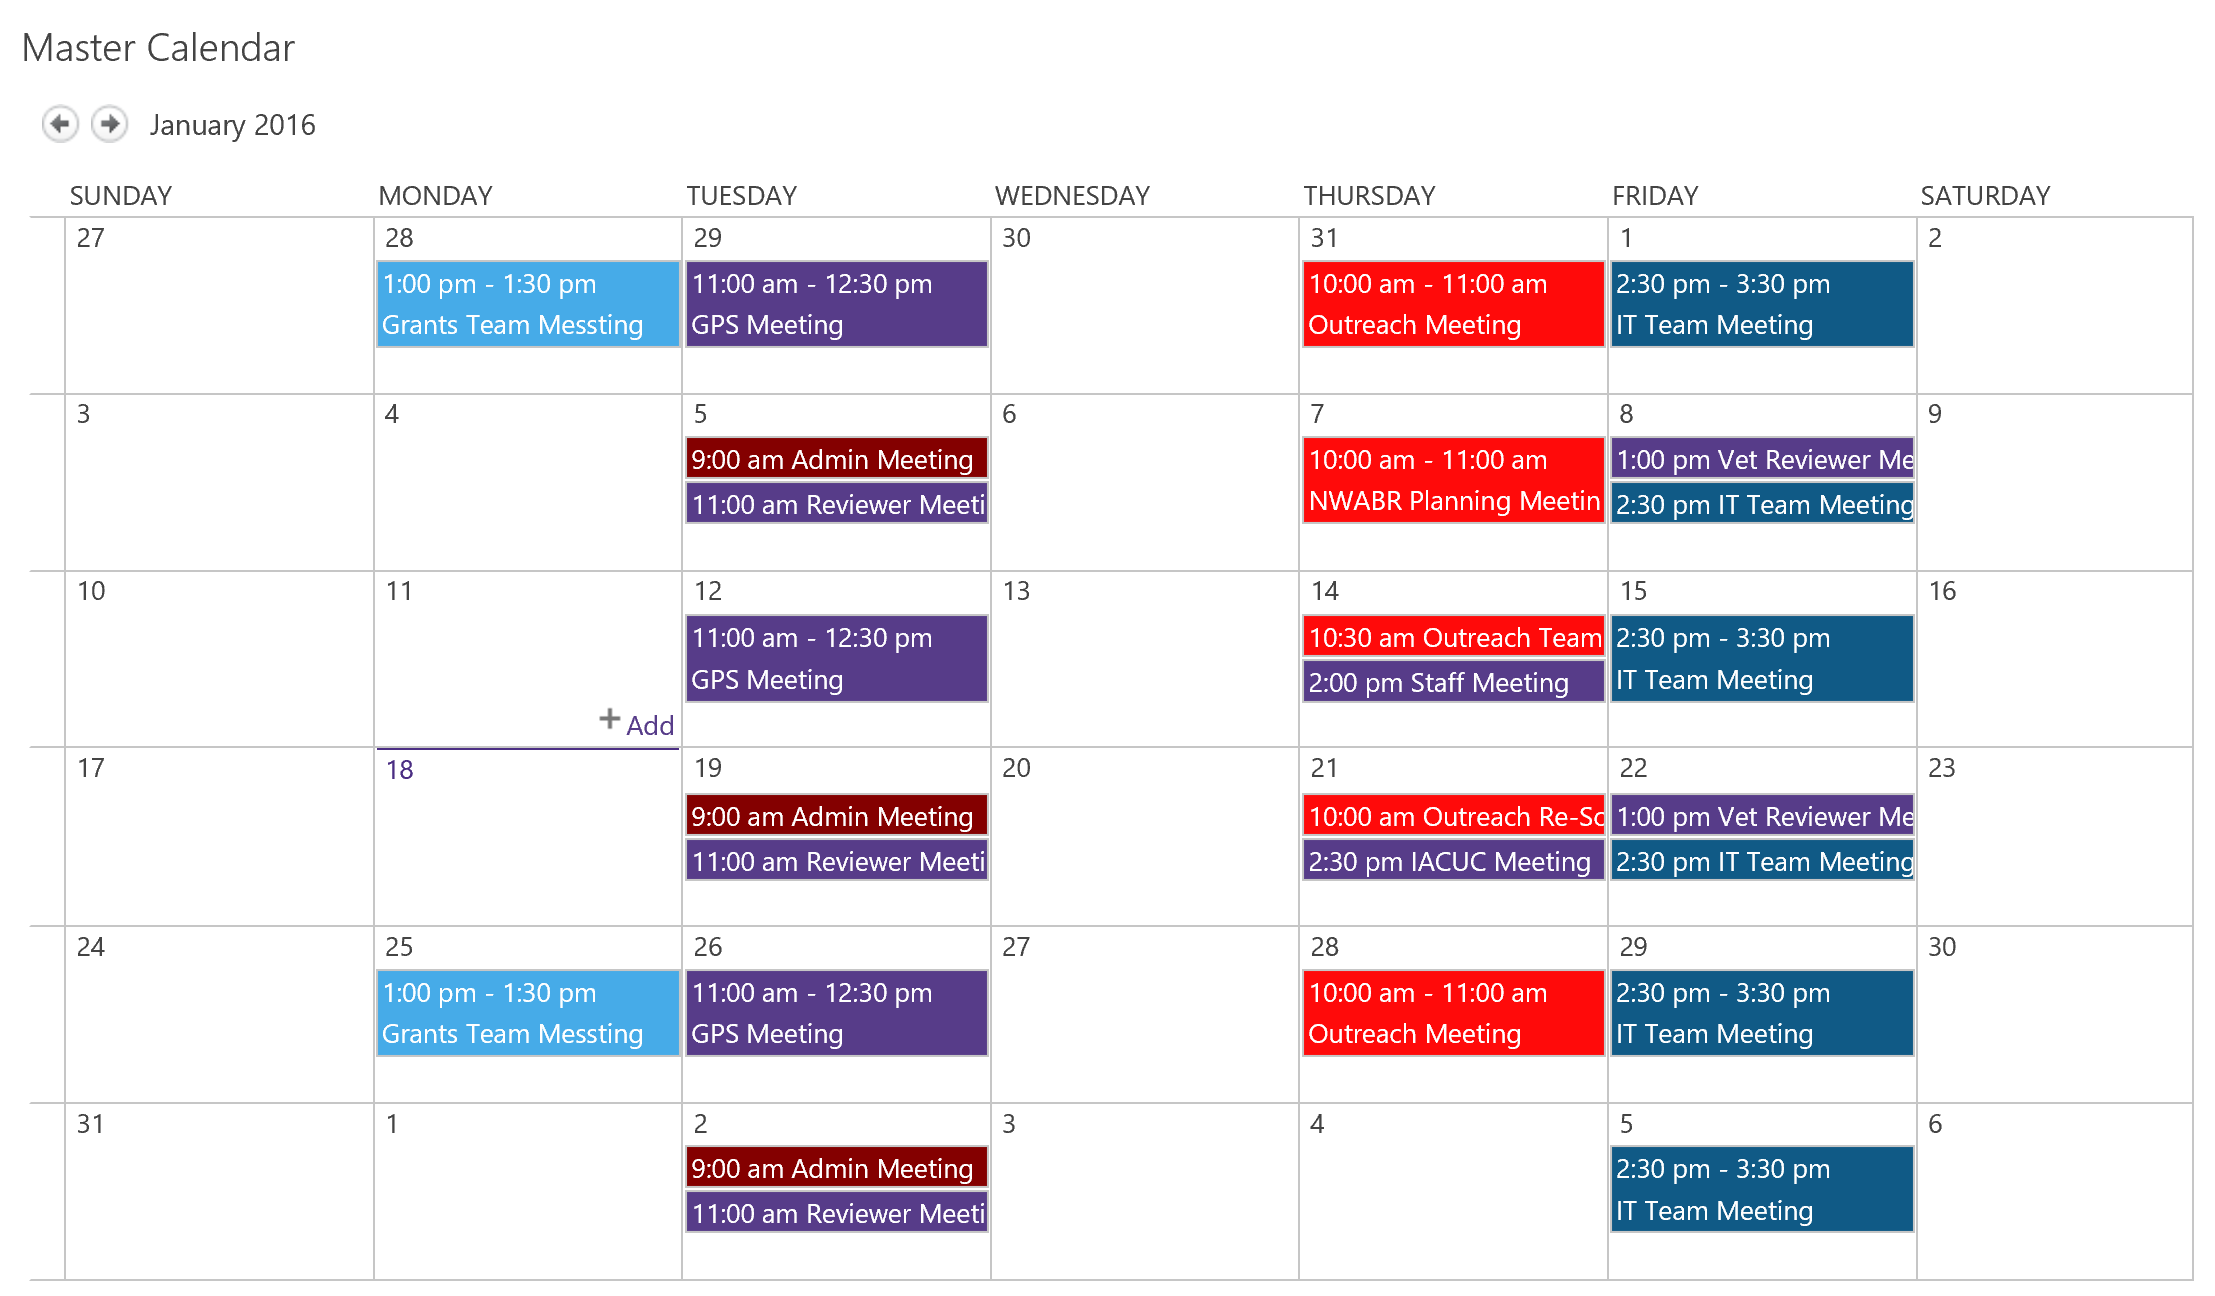 Master Calendar
January 2016
SUNDAY MONDAY TUESDAY WEDNESDAY THURSDAY FRIDAY SATURDAY
27 28 29 30 31 1 2
1:00 pm - 1:30 pm 11:00 am - 12:30 pm 10:00 am - 11:00 am 2:30 pm - 3:30 pm
Grants Team Messting GPS Meeting Outreach Meeting IT Team Meeting
3 4 5 6 7 8 9
9:00 am Admin Meeting 10:00 am - 11:00 am 1:00 pm Vet Reviewer Me
11:00 am Reviewer Meeti NWABR Planning Meetin 2:30 pm IT Team Meeting
10 11 12 13 14 15 16
11:00 am - 12:30 pm 10:30 am Outreach Team 2:30 pm - 3:30 pm
GPS Meeting 2:00 pm Staff Meeting IT Team Meeting
Add
17 18 19 20 21 22 23
9:00 am Admin Meeting 10:00 am Outreach Re-Sc 1:00 pm Vet Reviewer Me
11:00 am Reviewer Meeti 2:30 pm IACUC Meeting 2:30 pm IT Team Meeting
24 25 26 27 28 29 30
1:00 pm - 1:30 pm 11:00 am - 12:30 pm 10:00 am - 11:00 am 2:30 pm - 3:30 pm
Grants Team Messting GPS Meeting Outreach Meeting IT Team Meeting
31 1 2 3 4 5 6
9:00 am Admin Meeting 2:30 pm - 3:30 pm
11:00 am Reviewer Meeti IT Team Meeting